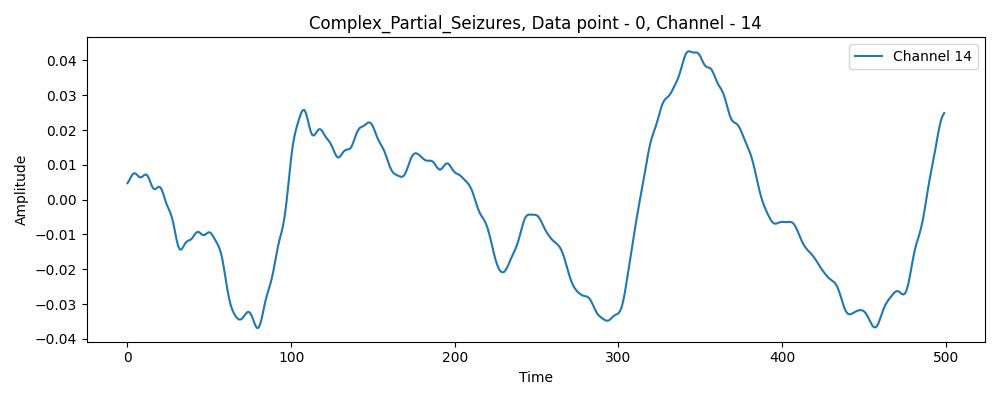 Complex_Partial_Seizures, Data point - 0, Channel - 14
Channel 14
0.04
0.03
0.02
0.01
0.00
−0.01
−0.02
−0.03
−0.04
Amplitude
0 100 200 300 400 500
Time